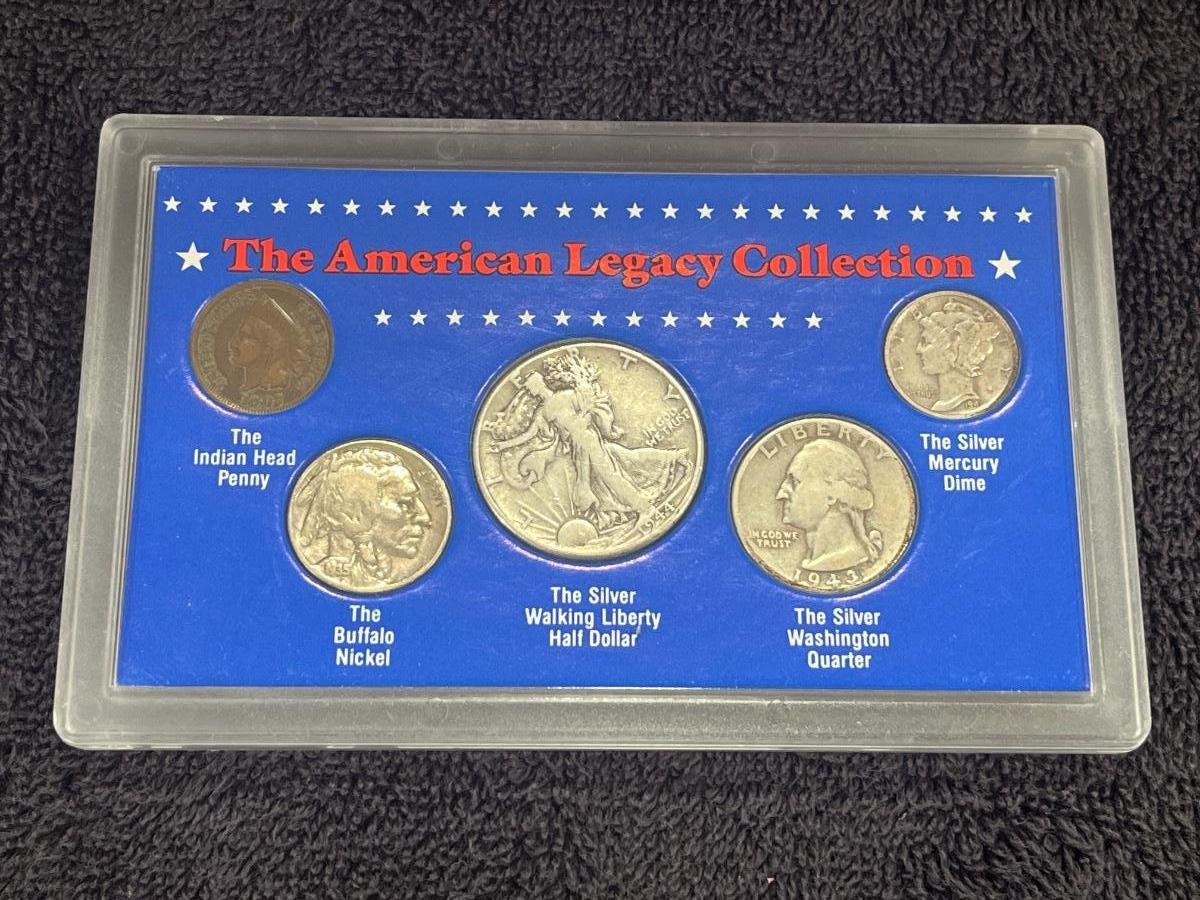 The American Legacy Collection
The
Indian Head
Penny
The
Buffalo
Nickel
LIBERTY
IN GOD
WE TRUST
1944
The Silver
Walking Liberty
Half Dollar
LIBERTY
IN GOD WE
TRUST
1943
The Silver
Washington
Quarter
The Silver
Mercury
Dime